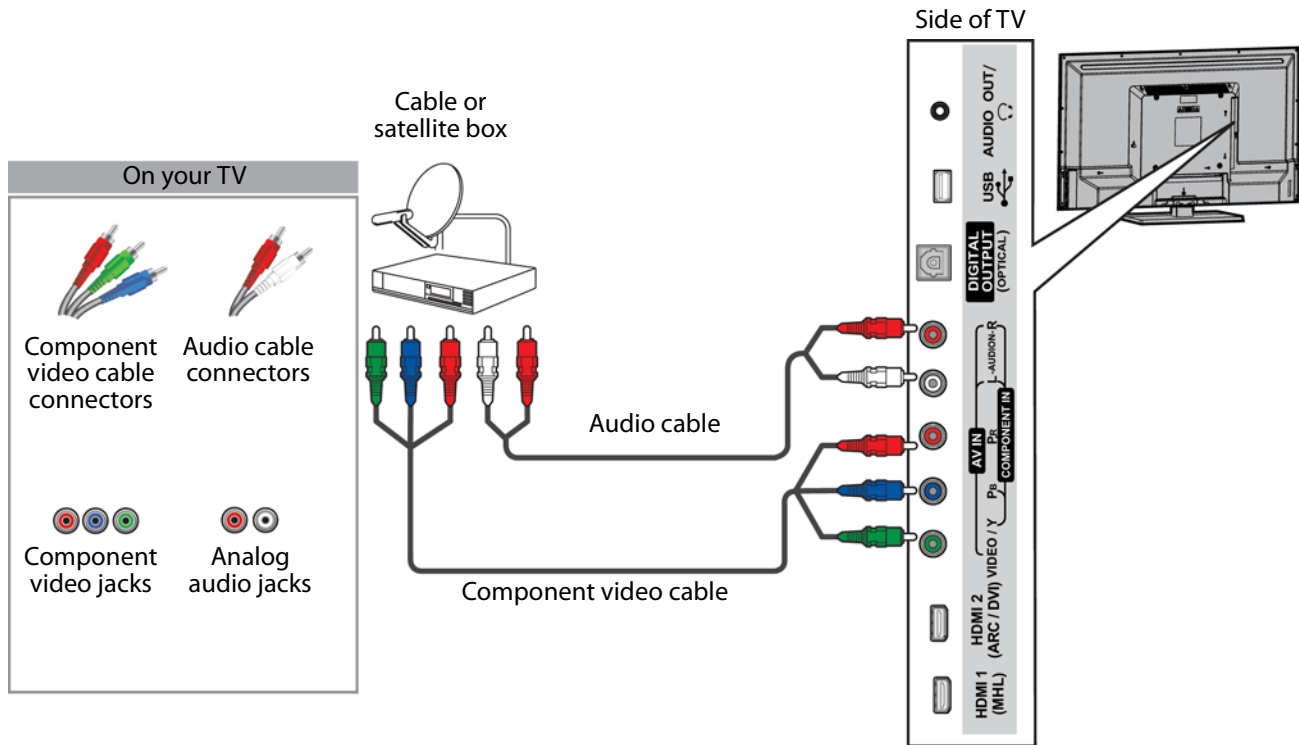 Side of TV
Cable or
satellite box
On your TV
Component
video cable
connectors
Audio cable
connectors
Component
video jacks
Analog
audio jacks
Audio cable
Component video cable
AUDIO OUT/
USB
DIGITAL
OUTPUT
(OPTICAL)
L-AUDION-R
AV IN
COMPONENT IN
PR
PB
VIDEO / Y
HDMI 2
(ARC / DVI)
HDMI 1
(MHL)